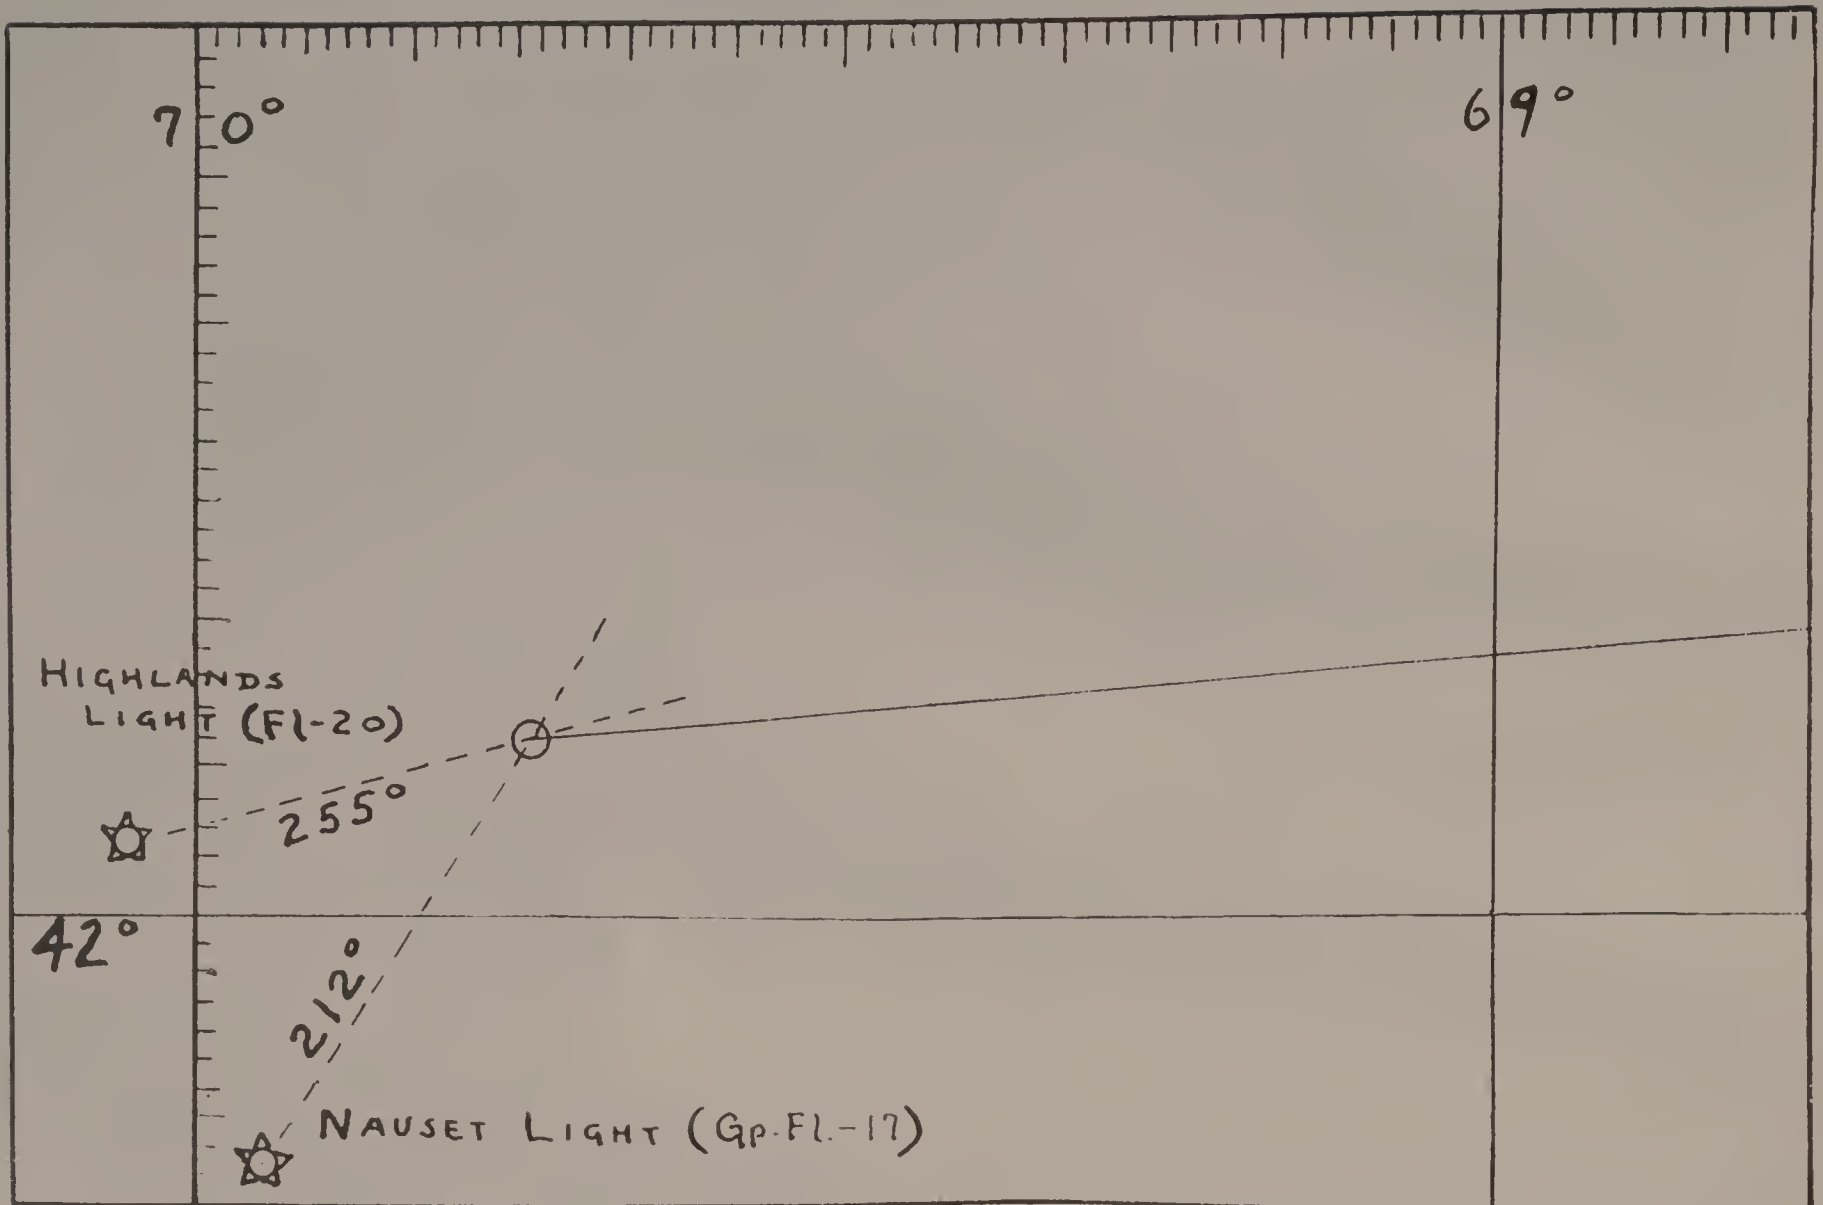 70°
69°
HIGHLANDS
LIGHT (Fl-20)
255°
42°
212°
NAUSET LIGHT (Gp.Fl.-17)